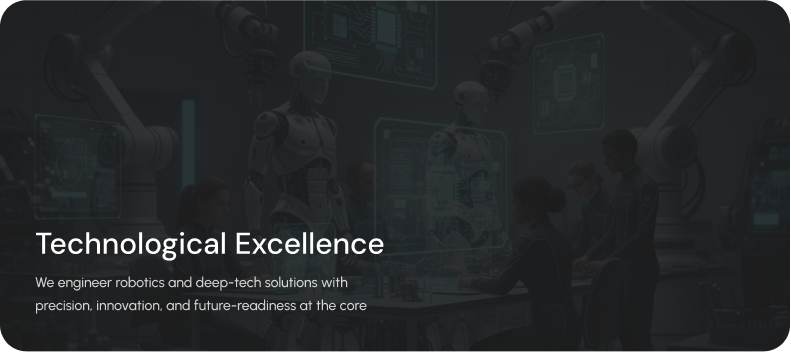 Technological Excellence
We engineer robotics and deep-tech solutions with
precision, innovation, and future-readiness at the core